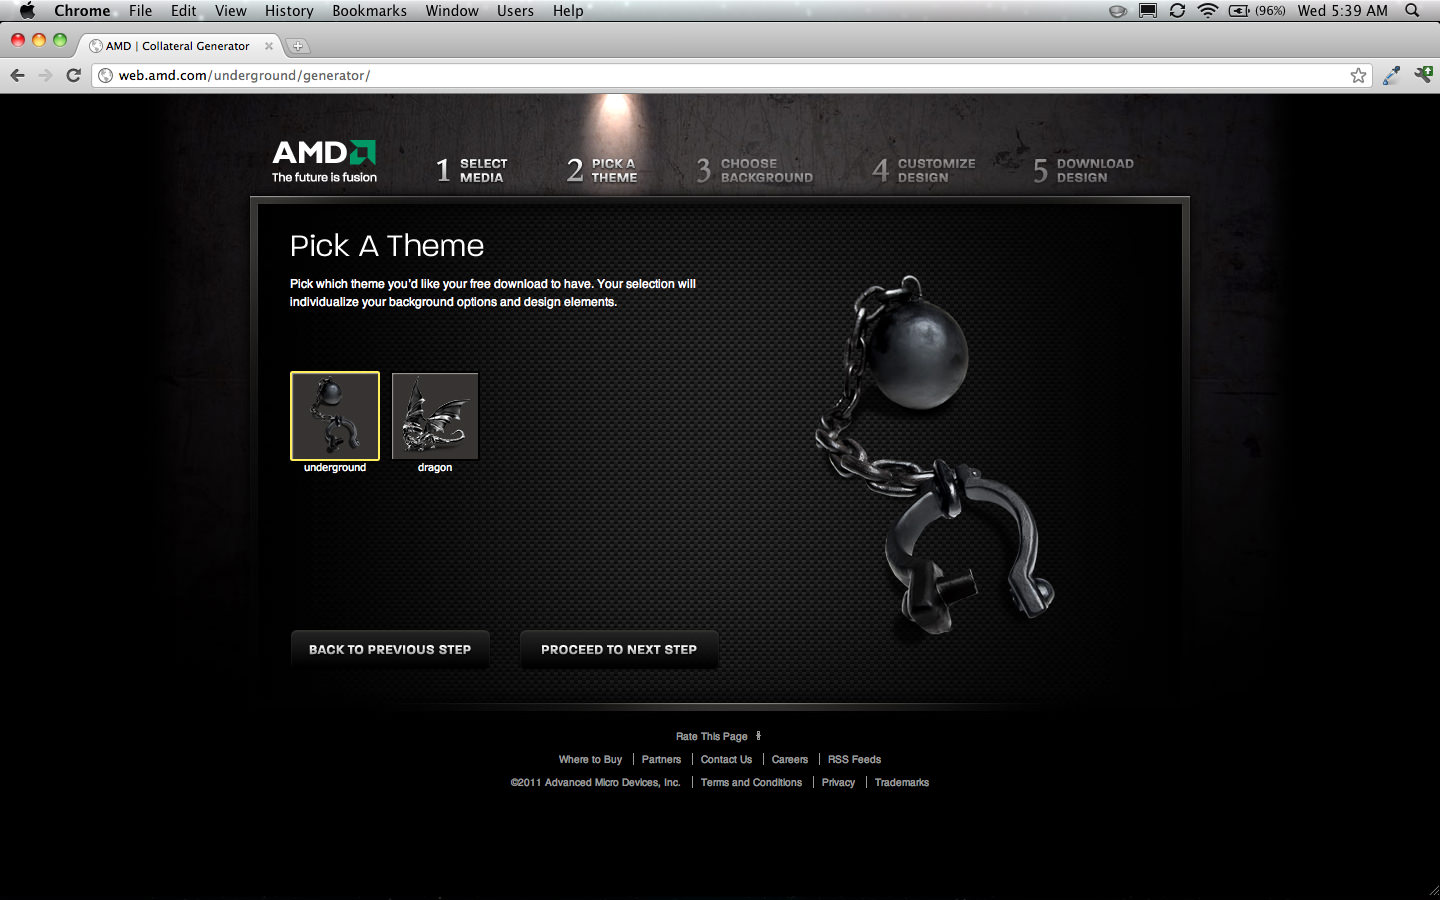 Chrome File Edit View History Bookmarks Window Users Help (96%) Wed 5:39 AM
AMD | Collateral Generator
web.amd.com/underground/generator/
AMD
The future is fusion
1 SELECT MEDIA
2 PICK A THEME
3 CHOOSE BACKGROUND
4 CUSTOMIZE DESIGN
5 DOWNLOAD DESIGN
Pick A Theme
Pick which theme you'd like your free download to have. Your selection will
individualize your background options and design elements.
underground dragon
BACK TO PREVIOUS STEP PROCEED TO NEXT STEP
Rate This Page
Where to Buy | Partners | Contact Us | Careers | RSS Feeds
©2011 Advanced Micro Devices, Inc. | Terms and Conditions | Privacy | Trademarks